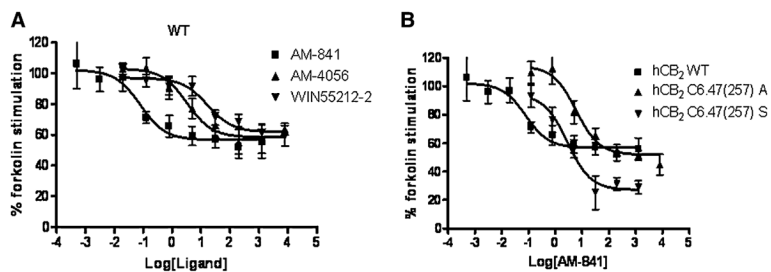 A
WT
% forkolin stimulation
120
100
80
60
40
20
0
-4 -3 -2 -1 0 1 2 3 4 5
Log[Ligand]
AM-841
AM-4056
WIN55212-2
B
% forkolin stimulation
120
100
80
60
40
20
0
-4 -3 -2 -1 0 1 2 3 4 5
Log[AM-841]
hCB2 WT
hCB2 C6.47(257) A
hCB2 C6.47(257) S